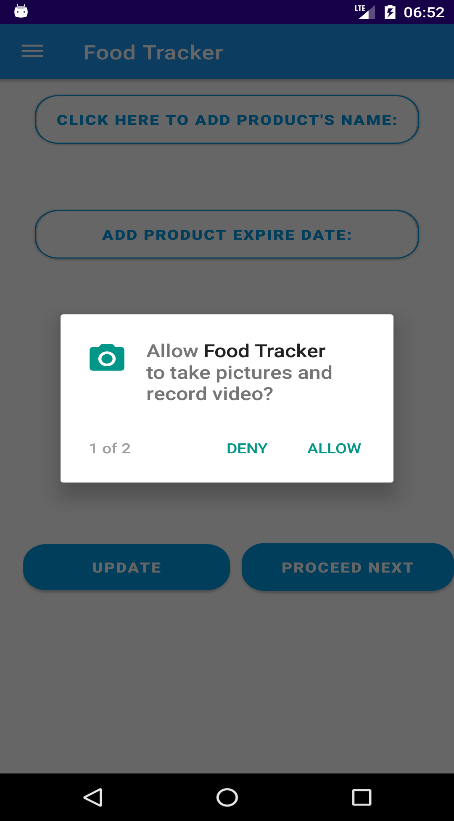 LTE 06:52
Food Tracker
CLICK HERE TO ADD PRODUCT'S NAME:
ADD PRODUCT EXPIRE DATE:
Allow Food Tracker
to take pictures and
record video?
1 of 2 DENY ALLOW
UPDATE PROCEED NEXT